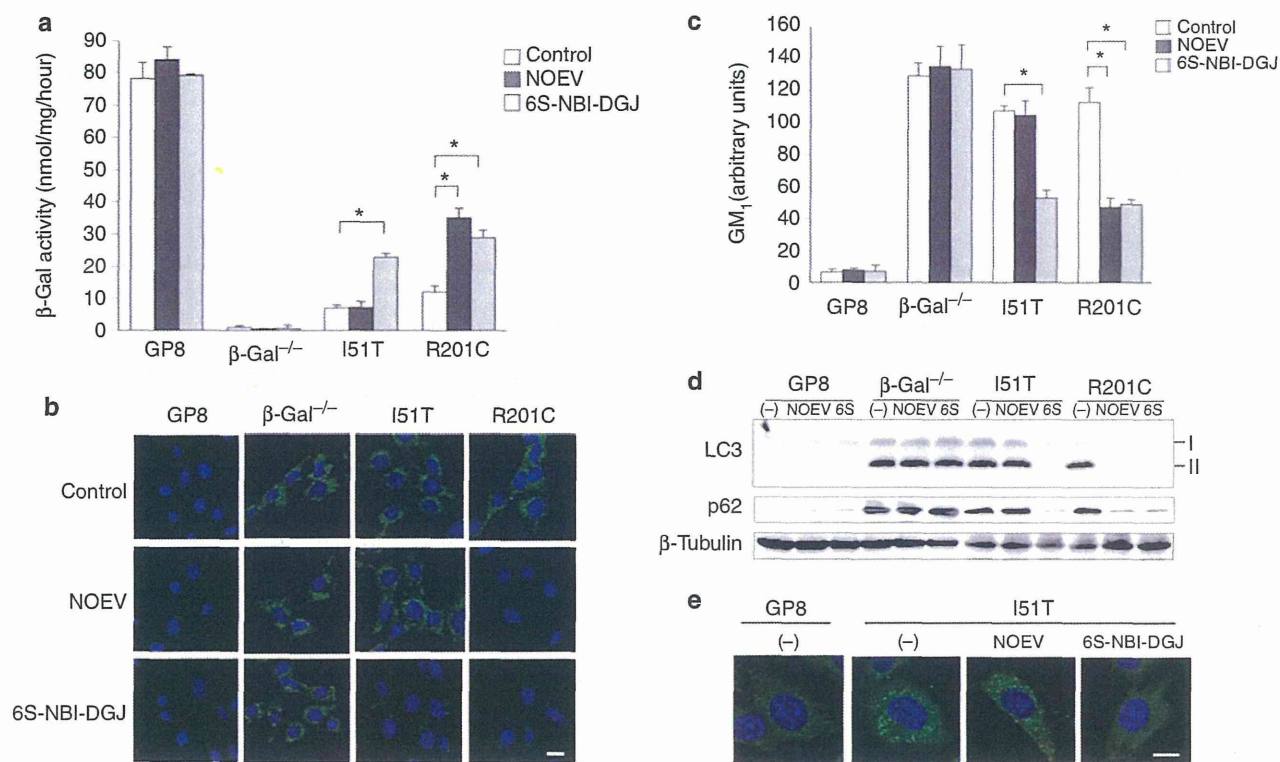 a
β-Gal activity (nmol/mg/hour)
90
80
70
60
50
40
30
20
10
0
GP8 β-Gal–/– I51T R201C
* * *
Control
NOEV
6S-NBI-DGJ
b
GP8 β-Gal–/– I51T R201C
Control
NOEV
6S-NBI-DGJ
c
GM1(arbitrary units)
160
140
120
100
80
60
40
20
0
GP8 β-Gal–/– I51T R201C
* * *
Control
NOEV
6S-NBI-DGJ
d
GP8 β-Gal–/– I51T R201C
(–) NOEV 6S (–) NOEV 6S (–) NOEV 6S (–) NOEV 6S
LC3
I
II
p62
β-Tubulin
e
GP8 I51T
(–) (–) NOEV 6S-NBI-DGJ